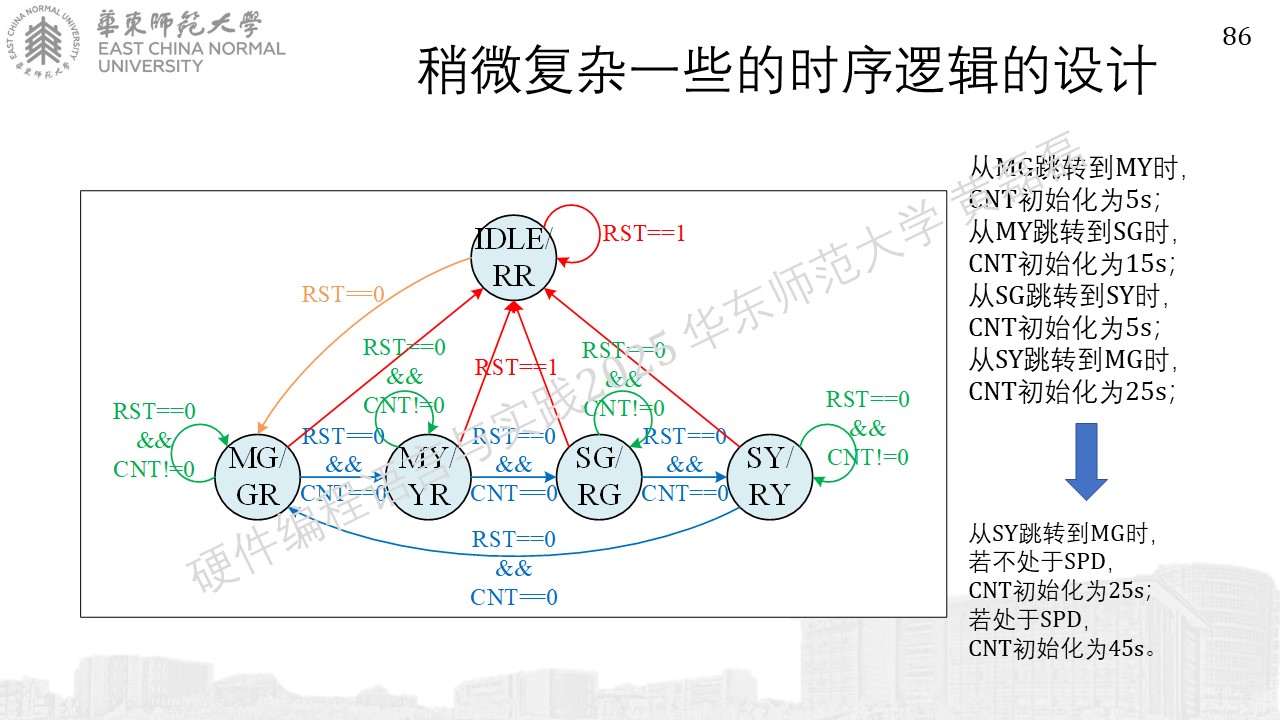 華東師範大學
EAST CHINA NORMAL
UNIVERSITY
EAST CHINA NORMAL UNIVERSITY
華東师范大学
86
稍微复杂一些的时序逻辑的设计
IDLE/
RR
RST==1
RST==0
RST==0
&&
CNT!=0
RST==1
RST==0
&&
CNT!=0
RST==0
&&
CNT!=0
RST==0
&&
CNT!=0
MG/
GR
RST==0
&&
CNT==0
MY/
YR
RST==0
&&
CNT==0
SG/
RG
RST==0
&&
CNT==0
SY/
RY
RST==0
&&
CNT==0
从MG跳转到MY时，
CNT初始化为5s；
从MY跳转到SG时，
CNT初始化为15s；
从SG跳转到SY时，
CNT初始化为5s；
从SY跳转到MG时，
CNT初始化为25s；
从SY跳转到MG时，
若不处于SPD，
CNT初始化为25s；
若处于SPD，
CNT初始化为45s。
硬件编程语言与实践2025 华东师范大学 黄磊磊